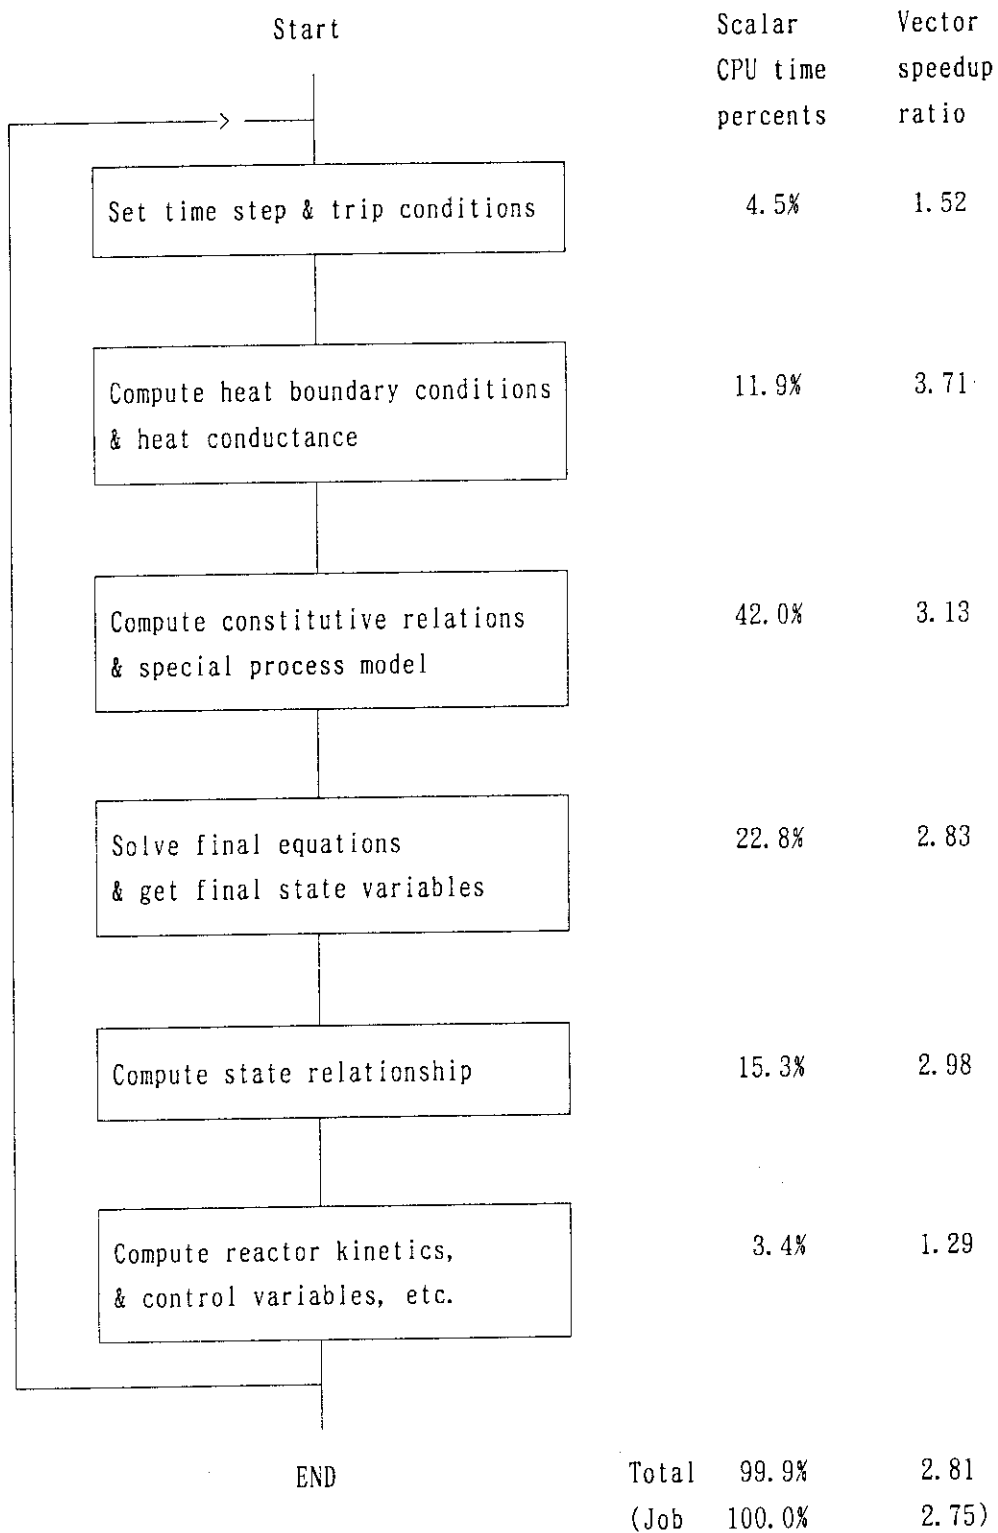 Start
Scalar Vector
CPU time speedup
percents ratio
Set time step & trip conditions 4.5% 1.52
Compute heat boundary conditions 11.9% 3.71
& heat conductance
Compute constitutive relations 42.0% 3.13
& special process model
Solve final equations 22.8% 2.83
& get final state variables
Compute state relationship 15.3% 2.98
Compute reactor kinetics, 3.4% 1.29
& control variables, etc.
END Total 99.9% 2.81
(Job 100.0% 2.75)